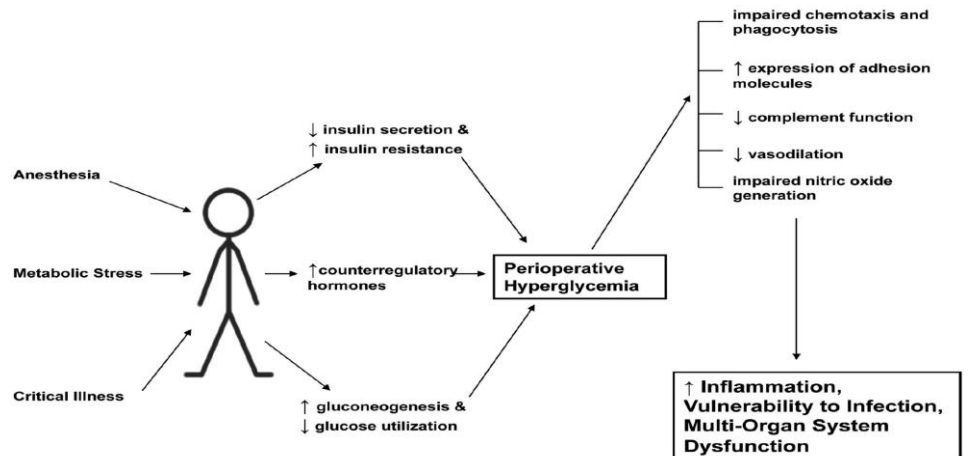 Anesthesia
Metabolic Stress
Critical Illness
↓ insulin secretion &
↑ insulin resistance
↑counterregulatory
hormones
↑ gluconeogenesis &
↓ glucose utilization
Perioperative
Hyperglycemia
impaired chemotaxis and
phagocytosis
↑ expression of adhesion
molecules
↓ complement function
↓ vasodilation
impaired nitric oxide
generation
↑ Inflammation,
Vulnerability to Infection,
Multi-Organ System
Dysfunction